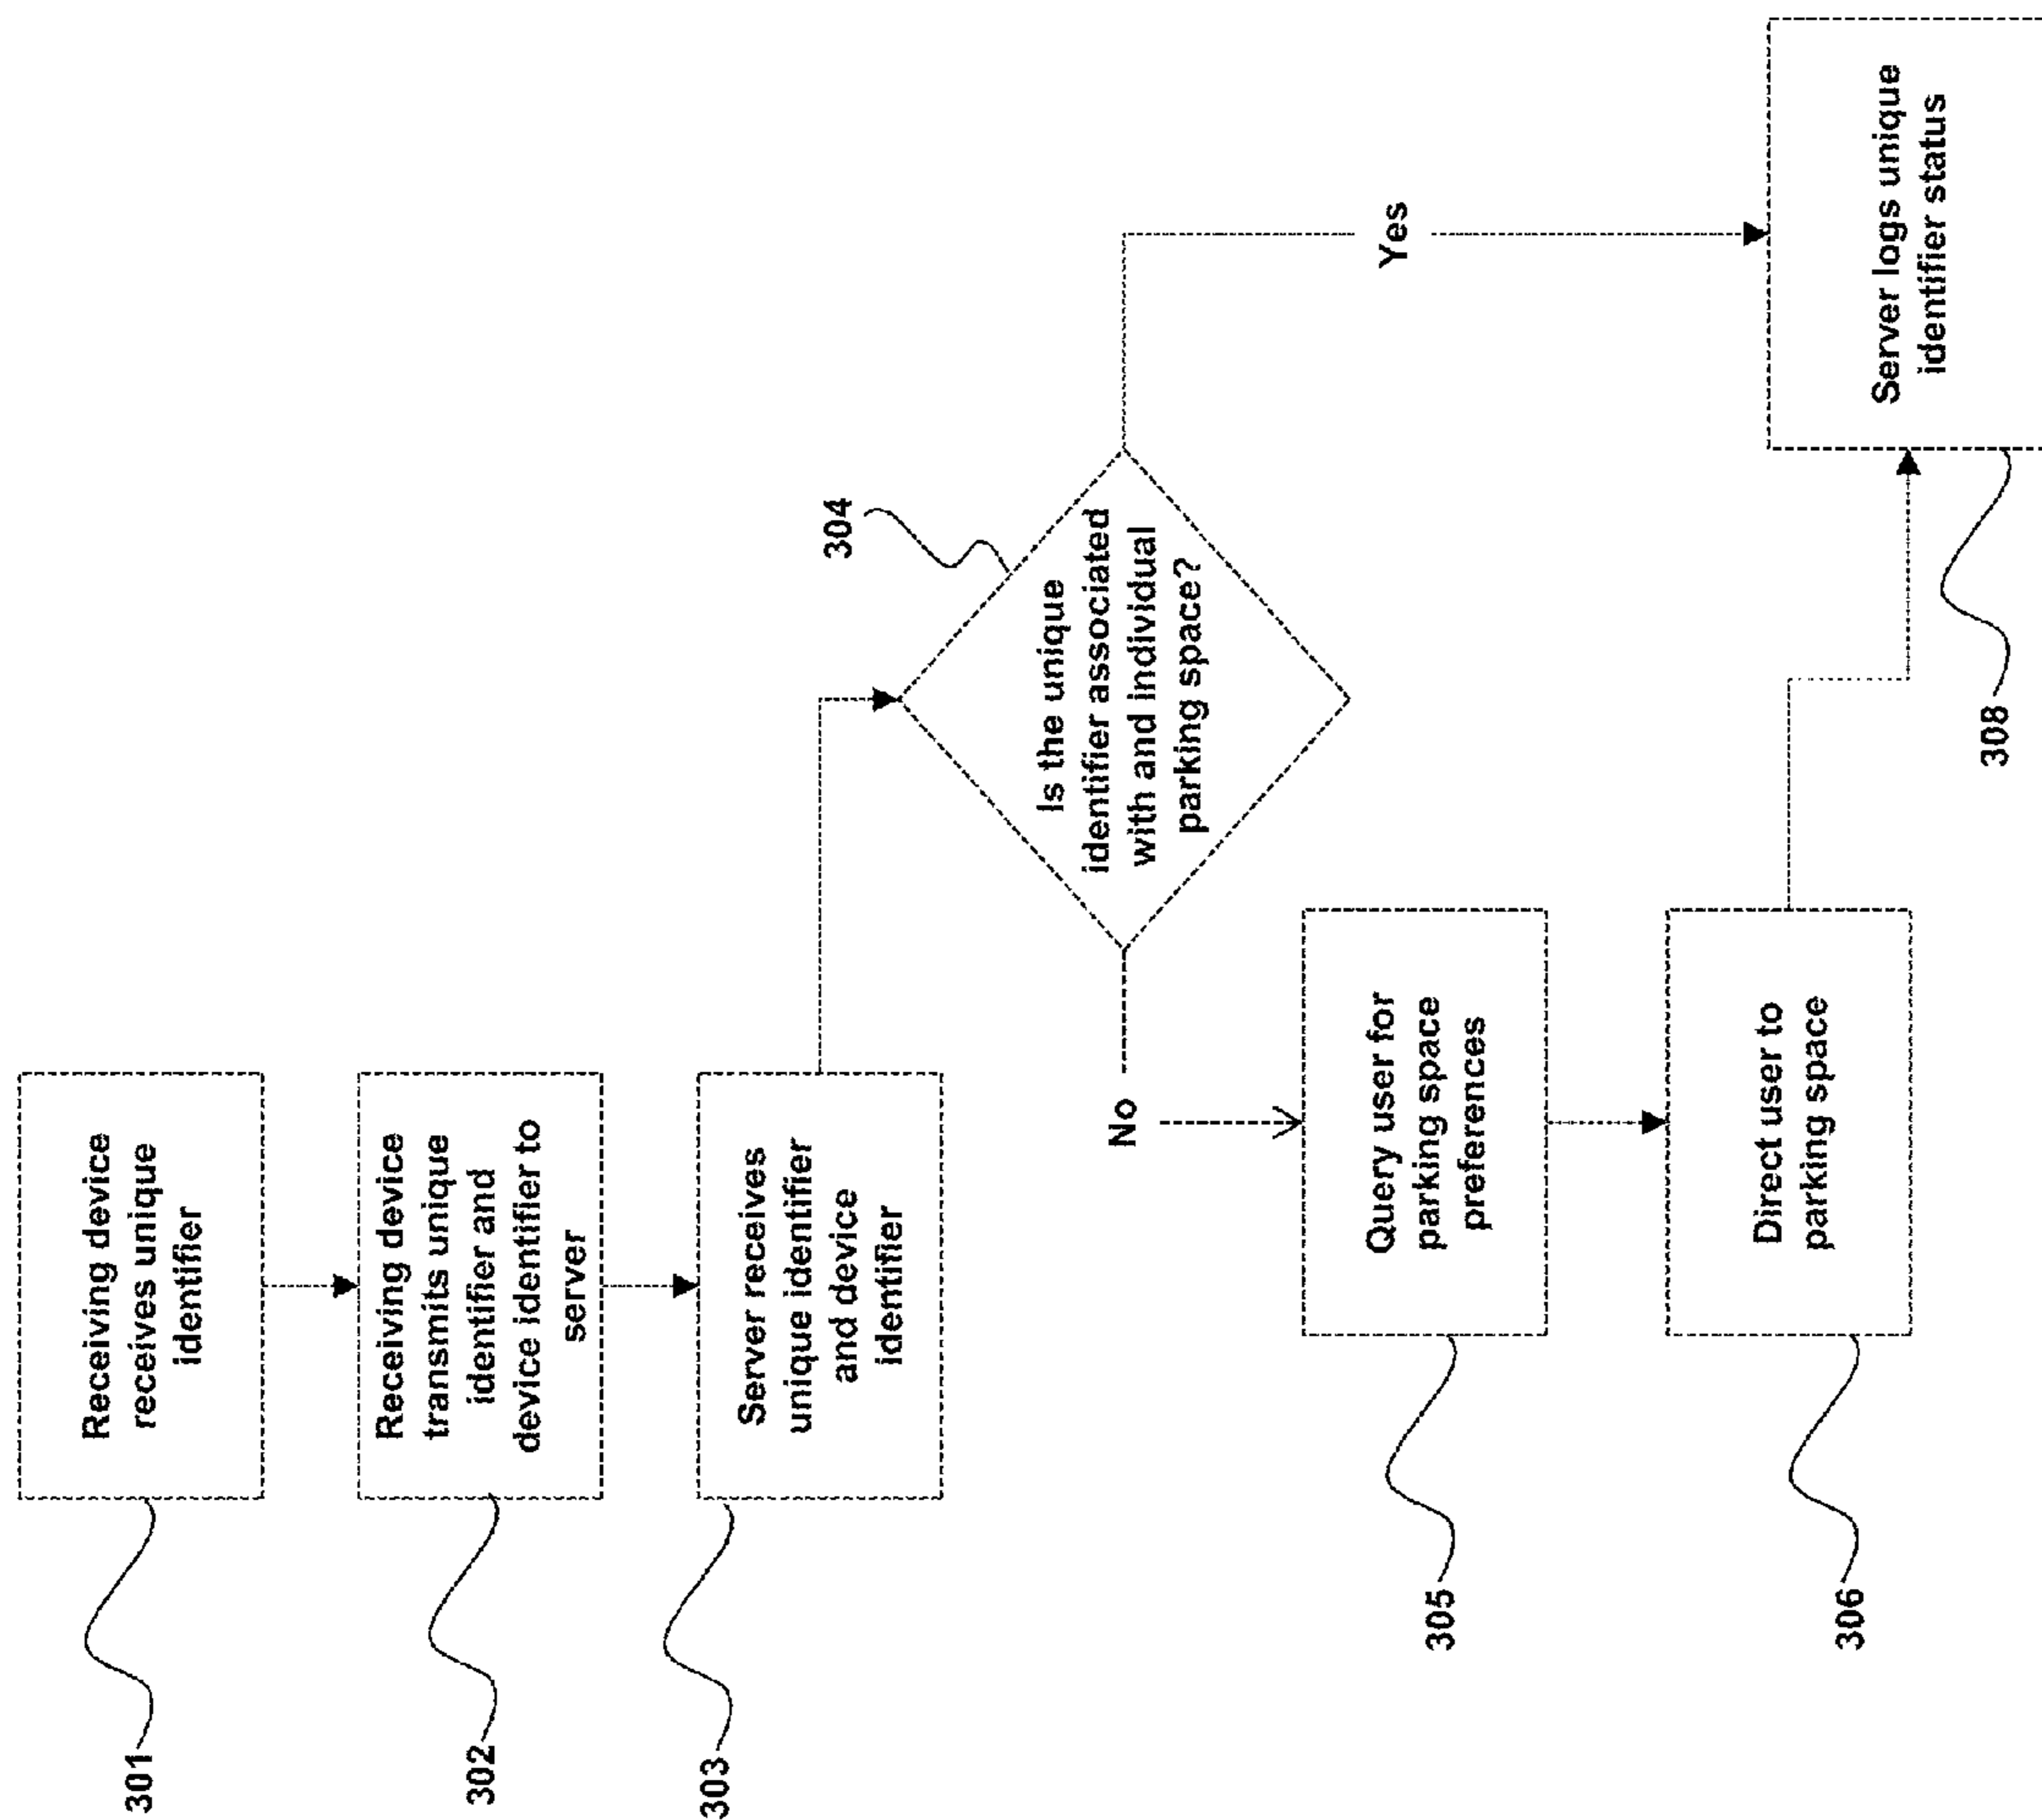 301
Receiving device
receives unique
identifier
302
Receiving device
transmits unique
identifier and
device identifier to
server
303
Server receives
unique identifier
and device
identifier
304
Is the unique
identifier associated
with and individual
parking space?
No
Yes
305
Query user for
parking space
preferences
306
Direct user to
parking space
308
Server logs unique
identifier status